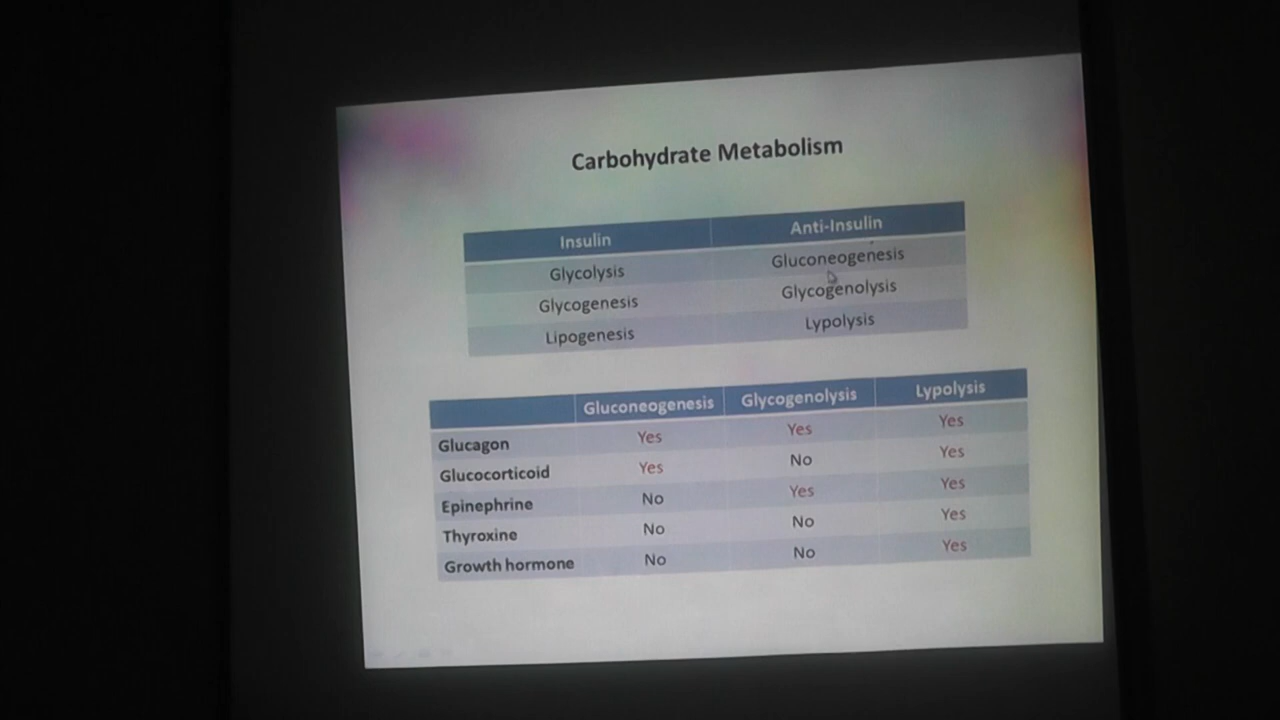 Carbohydrate Metabolism
Insulin Anti-Insulin
Glycolysis Gluconeogenesis
Glycogenesis Glycogenolysis
Lipogenesis Lypolysis
Gluconeogenesis Glycogenolysis Lypolysis
Glucagon Yes Yes Yes
Glucocorticoid Yes No Yes
Epinephrine No Yes Yes
Thyroxine No No Yes
Growth hormone No No Yes